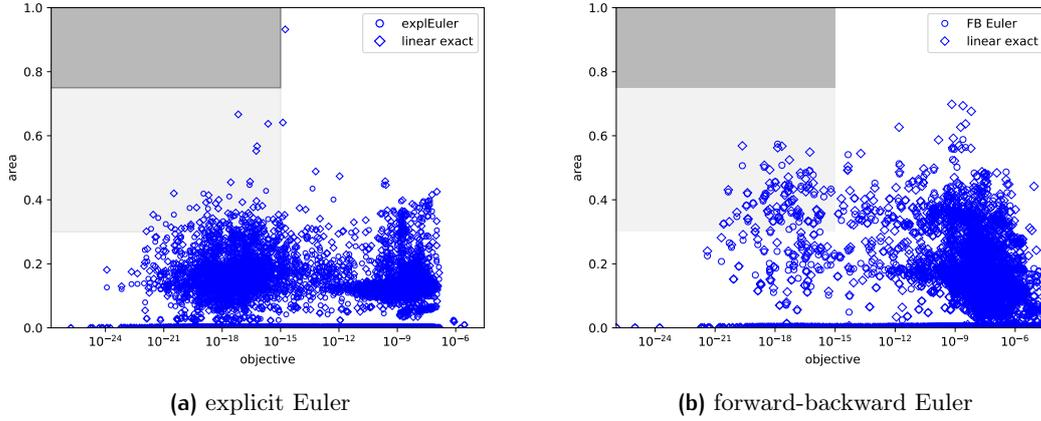 1.0
0.8
0.6
0.4
0.2
0.0
area
explEuler
linear exact
10⁻²⁴
10⁻²¹
10⁻¹⁸
10⁻¹⁵
10⁻¹²
10⁻⁹
10⁻⁶
objective
(a) explicit Euler
1.0
0.8
0.6
0.4
0.2
0.0
area
FB Euler
linear exact
10⁻²⁴
10⁻²¹
10⁻¹⁸
10⁻¹⁵
10⁻¹²
10⁻⁹
10⁻⁶
objective
(b) forward-backward Euler